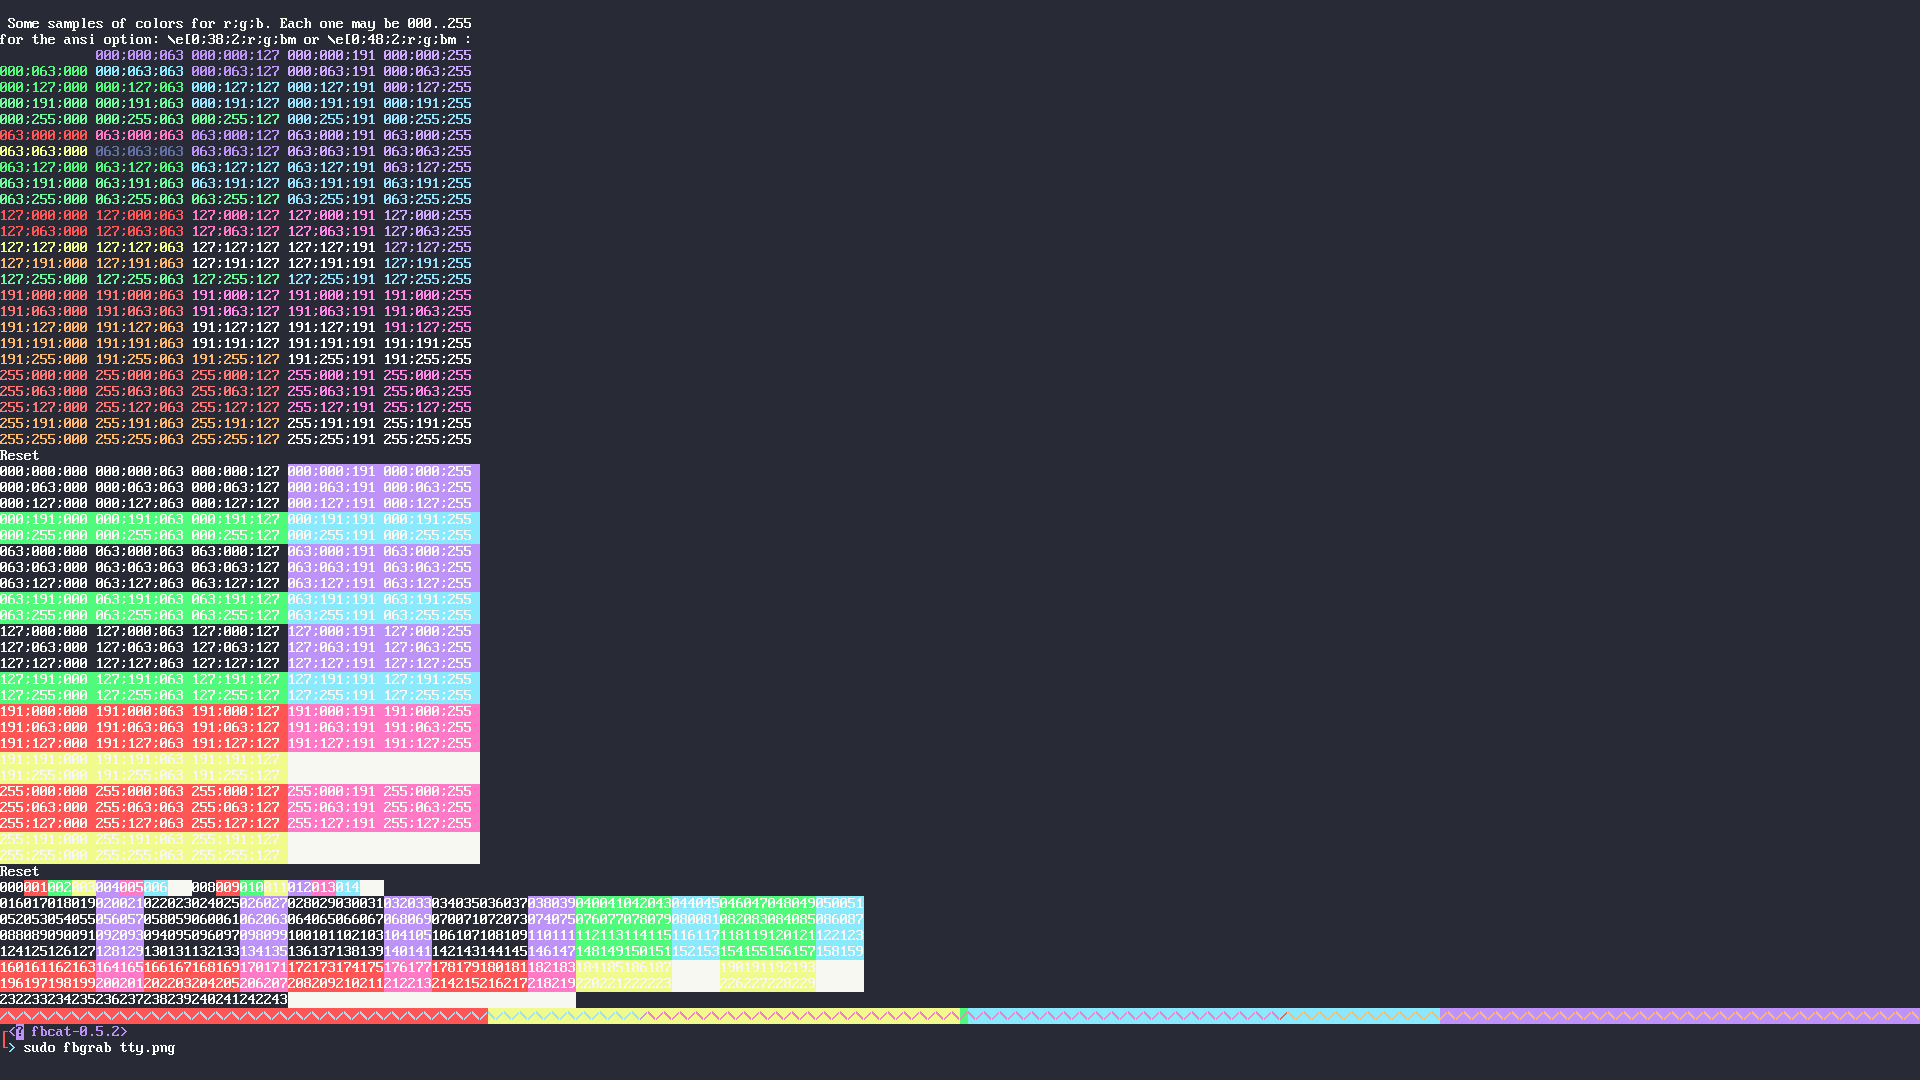 Some samples of colors for r;g;b. Each one may be 000..255
for the ansi option: \e[0;38;2;r;g;bm or \e[0;48;2;r;g;bm :
000;000;063 000;000;127 000;000;191 000;000;255
000;063;000 000;063;063 000;063;127 000;063;191 000;063;255
000;127;000 000;127;063 000;127;127 000;127;191 000;127;255
000;191;000 000;191;063 000;191;127 000;191;191 000;191;255
000;255;000 000;255;063 000;255;127 000;255;191 000;255;255
063;000;000 063;000;063 063;000;127 063;000;191 063;000;255
063;063;000 063;063;063 063;063;127 063;063;191 063;063;255
063;127;000 063;127;063 063;127;127 063;127;191 063;127;255
063;191;000 063;191;063 063;191;127 063;191;191 063;191;255
063;255;000 063;255;063 063;255;127 063;255;191 063;255;255
127;000;000 127;000;063 127;000;127 127;000;191 127;000;255
127;063;000 127;063;063 127;063;127 127;063;191 127;063;255
127;127;000 127;127;063 127;127;127 127;127;191 127;127;255
127;191;000 127;191;063 127;191;127 127;191;191 127;191;255
127;255;000 127;255;063 127;255;127 127;255;191 127;255;255
191;000;000 191;000;063 191;000;127 191;000;191 191;000;255
191;063;000 191;063;063 191;063;127 191;063;191 191;063;255
191;127;000 191;127;063 191;127;127 191;127;191 191;127;255
191;191;000 191;191;063 191;191;127 191;191;191 191;191;255
191;255;000 191;255;063 191;255;127 191;255;191 191;255;255
255;000;000 255;000;063 255;000;127 255;000;191 255;000;255
255;063;000 255;063;063 255;063;127 255;063;191 255;063;255
255;127;000 255;127;063 255;127;127 255;127;191 255;127;255
255;191;000 255;191;063 255;191;127 255;191;191 255;191;255
255;255;000 255;255;063 255;255;127 255;255;191 255;255;255
Reset
000;000;000 000;000;063 000;000;127 000;000;191 000;000;255
000;063;000 000;063;063 000;063;127 000;063;191 000;063;255
000;127;000 000;127;063 000;127;127 000;127;191 000;127;255
000;191;000 000;191;063 000;191;127 000;191;191 000;191;255
000;255;000 000;255;063 000;255;127 000;255;191 000;255;255
063;000;000 063;000;063 063;000;127 063;000;191 063;000;255
063;063;000 063;063;063 063;063;127 063;063;191 063;063;255
063;127;000 063;127;063 063;127;127 063;127;191 063;127;255
063;191;000 063;191;063 063;191;127 063;191;191 063;191;255
063;255;000 063;255;063 063;255;127 063;255;191 063;255;255
127;000;000 127;000;063 127;000;127 127;000;191 127;000;255
127;063;000 127;063;063 127;063;127 127;063;191 127;063;255
127;127;000 127;127;063 127;127;127 127;127;191 127;127;255
127;191;000 127;191;063 127;191;127 127;191;191 127;191;255
127;255;000 127;255;063 127;255;127 127;255;191 127;255;255
191;000;000 191;000;063 191;000;127 191;000;191 191;000;255
191;063;000 191;063;063 191;063;127 191;063;191 191;063;255
191;127;000 191;127;063 191;127;127 191;127;191 191;127;255
191;191;000 191;191;063 191;191;127
191;255;000 191;255;063 191;255;127
255;000;000 255;000;063 255;000;127 255;000;191 255;000;255
255;063;000 255;063;063 255;063;127 255;063;191 255;063;255
255;127;000 255;127;063 255;127;127 255;127;191 255;127;255
255;191;000 255;191;063 255;191;127
255;255;000 255;255;063 255;255;127
Reset
000001002003004005006   008009010011012013014
016017018019020021022023024025026027028029030031032033034035036037038039040041042043044045046047048049050051
052053054055056057058059060061062063064065066067068069070071072073074075076077078079080081082083084085086087
088089090091092093094095096097098099100101102103104105106107108109110111112113114115116117118119120121122123
124125126127128129130131132133134135136137138139140141142143144145146147148149150151152153154155156157158159
160161162163164165166167168169170171172173174175176177178179180181182183184185186187      190191192193
196197198199200201202203204205206207208209210211212213214215216217218219220221222223      226227228229
232233234235236237238239240241242243
┌<? fbcat-0.5.2>
└> sudo fbgrab tty.png